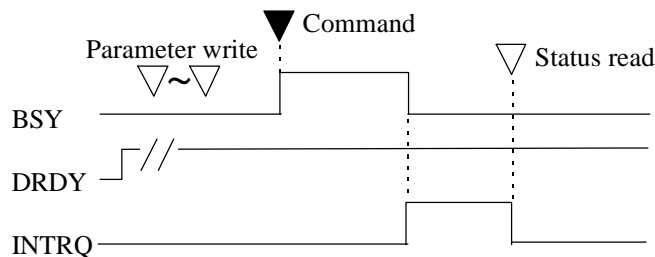 Command
Parameter write
Status read
~
BSY
DRDY
INTRQ